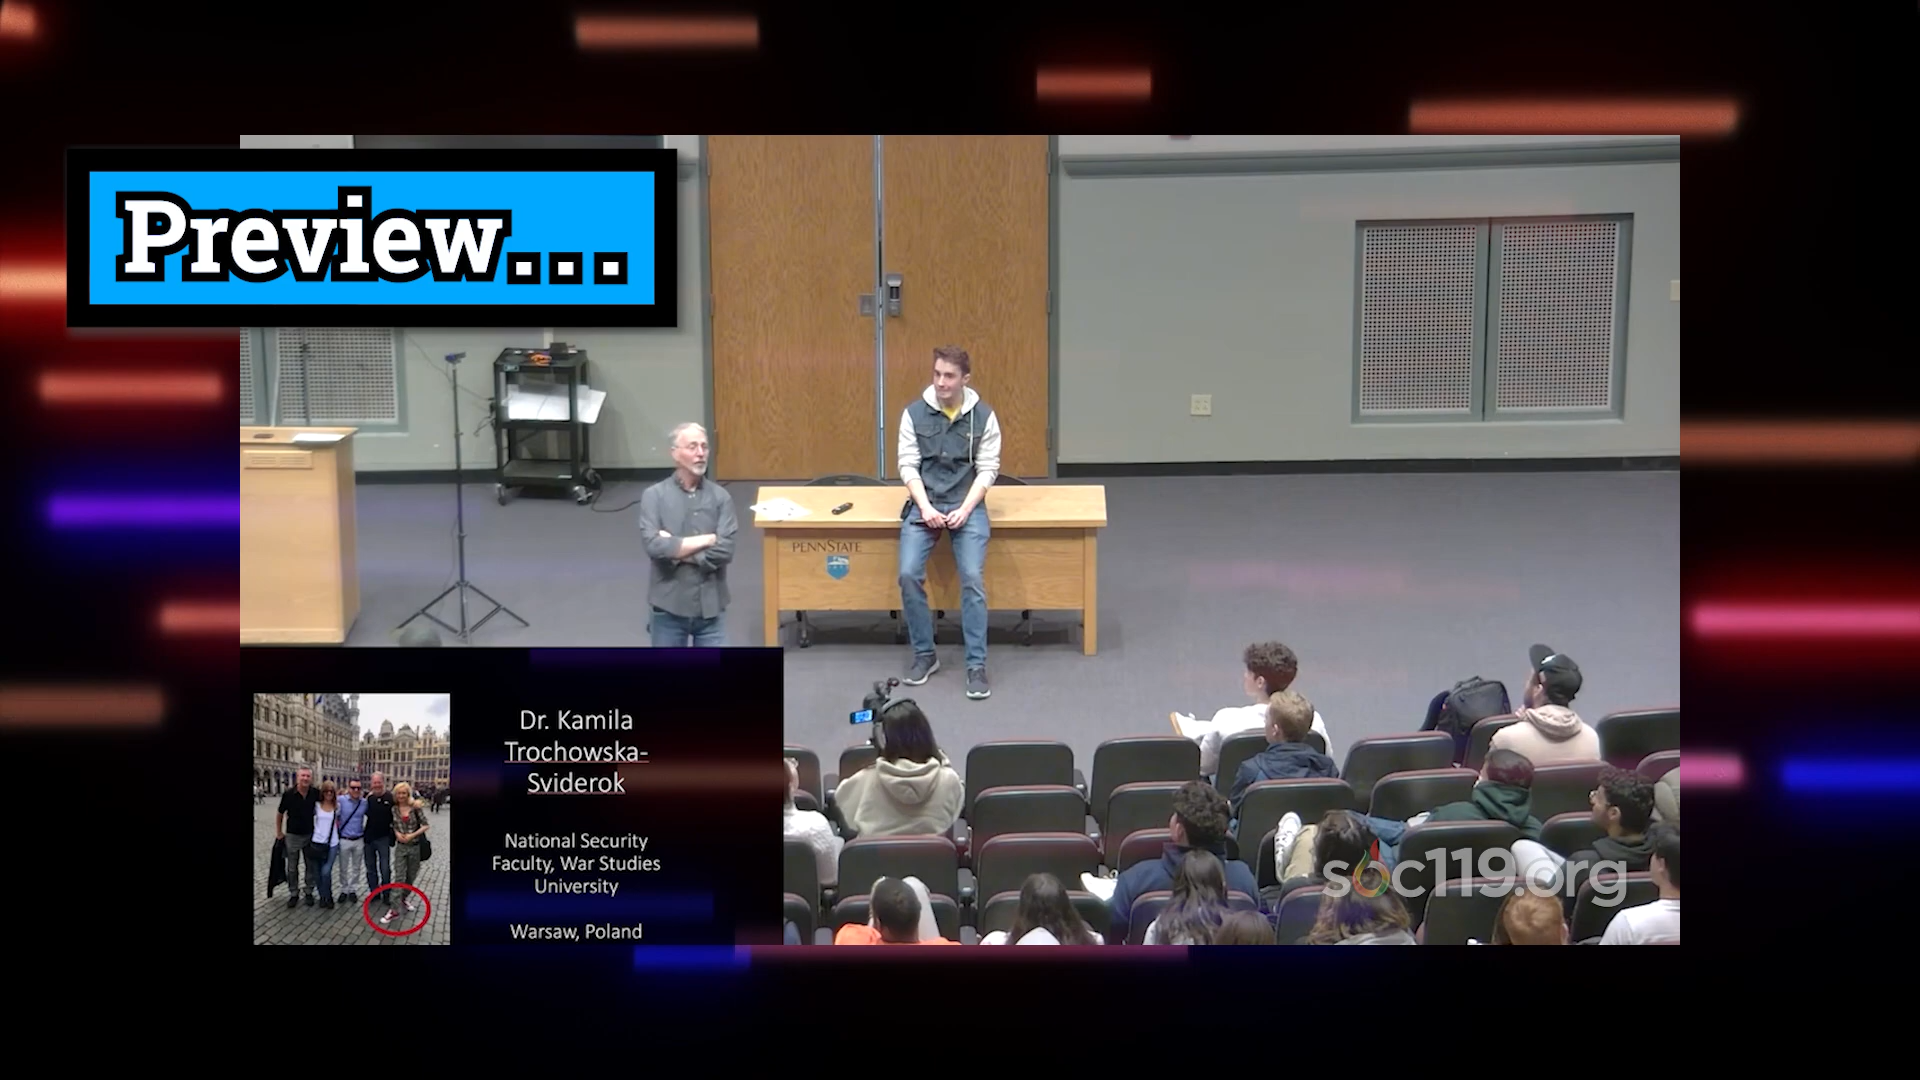 Preview...
PENNSTATE
Dr. Kamila
Trochowska-
Sviderok
National Security
Faculty, War Studies
University
Warsaw, Poland
soc119.org